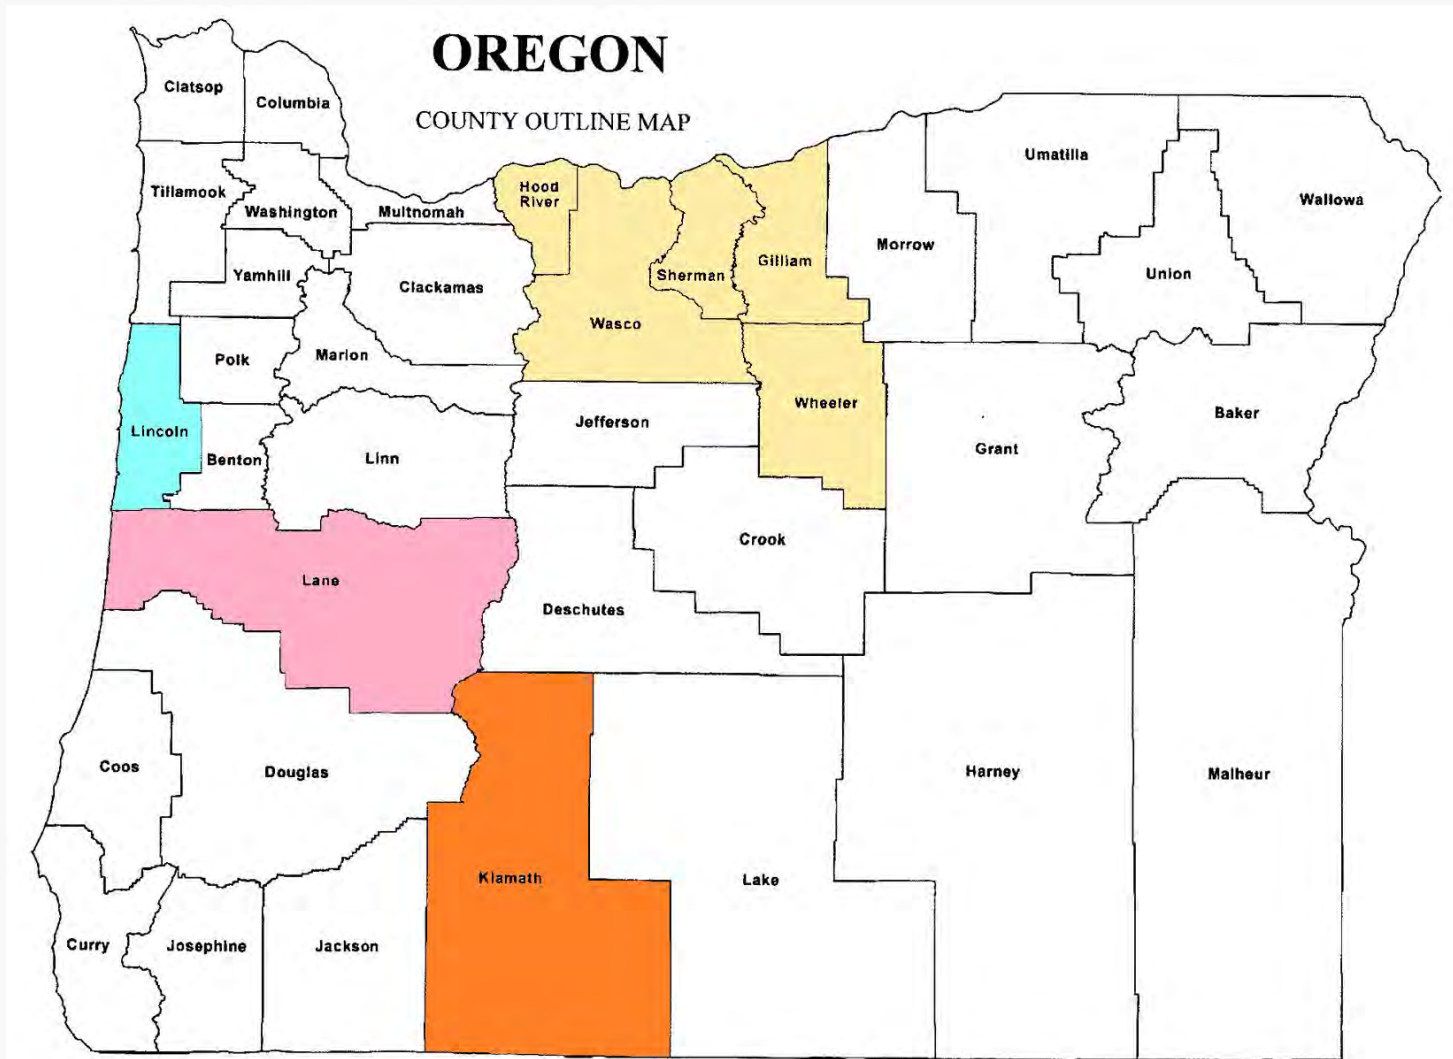 OREGON
COUNTY OUTLINE MAP
Clatsop
Columbia
Tillamook
Washington
Multnomah
Hood
River
Umatilla
Wallowa
Yamhill
Clackamas
Sherman
Gilliam
Morrow
Union
Wasco
Polk
Marion
Lincoln
Benton
Linn
Jefferson
Wheeler
Grant
Baker
Lane
Deschutes
Crook
Coos
Douglas
Klamath
Lake
Harney
Malheur
Curry
Josephine
Jackson